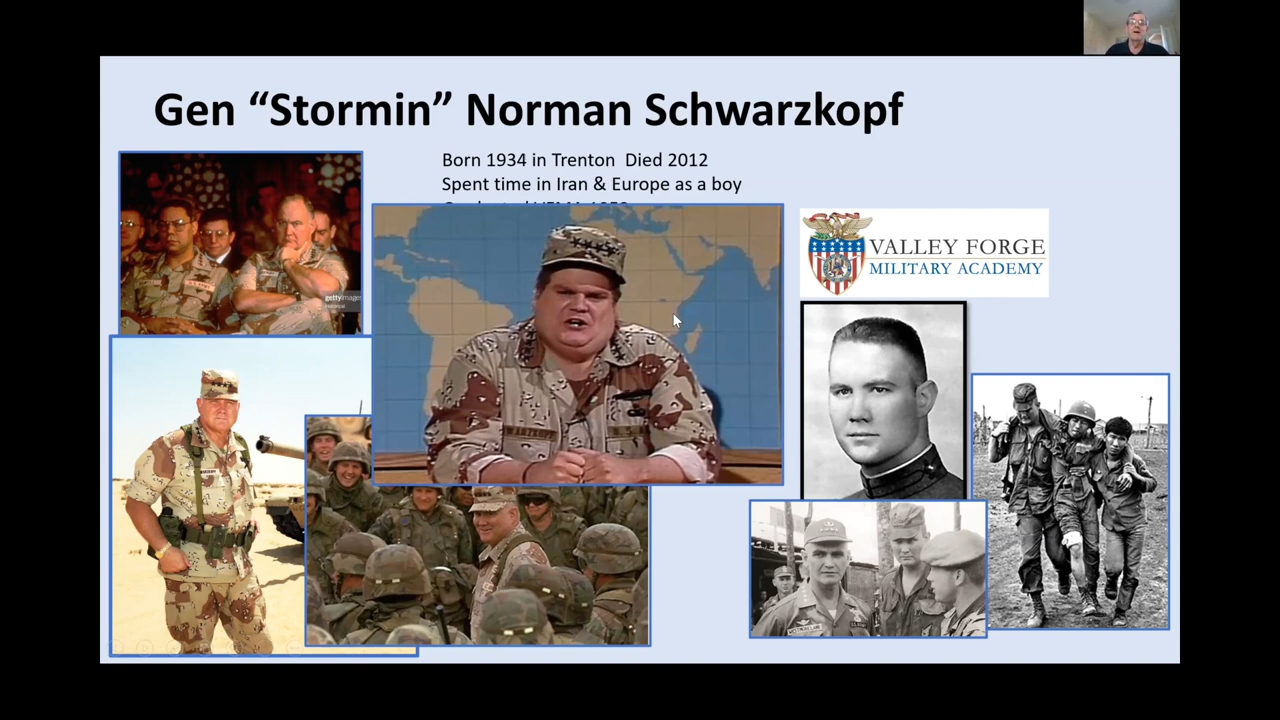 Gen “Stormin” Norman Schwarzkopf
Born 1934 in Trenton  Died 2012
Spent time in Iran & Europe as a boy
gettyimages
VALLEY FORGE
MILITARY ACADEMY